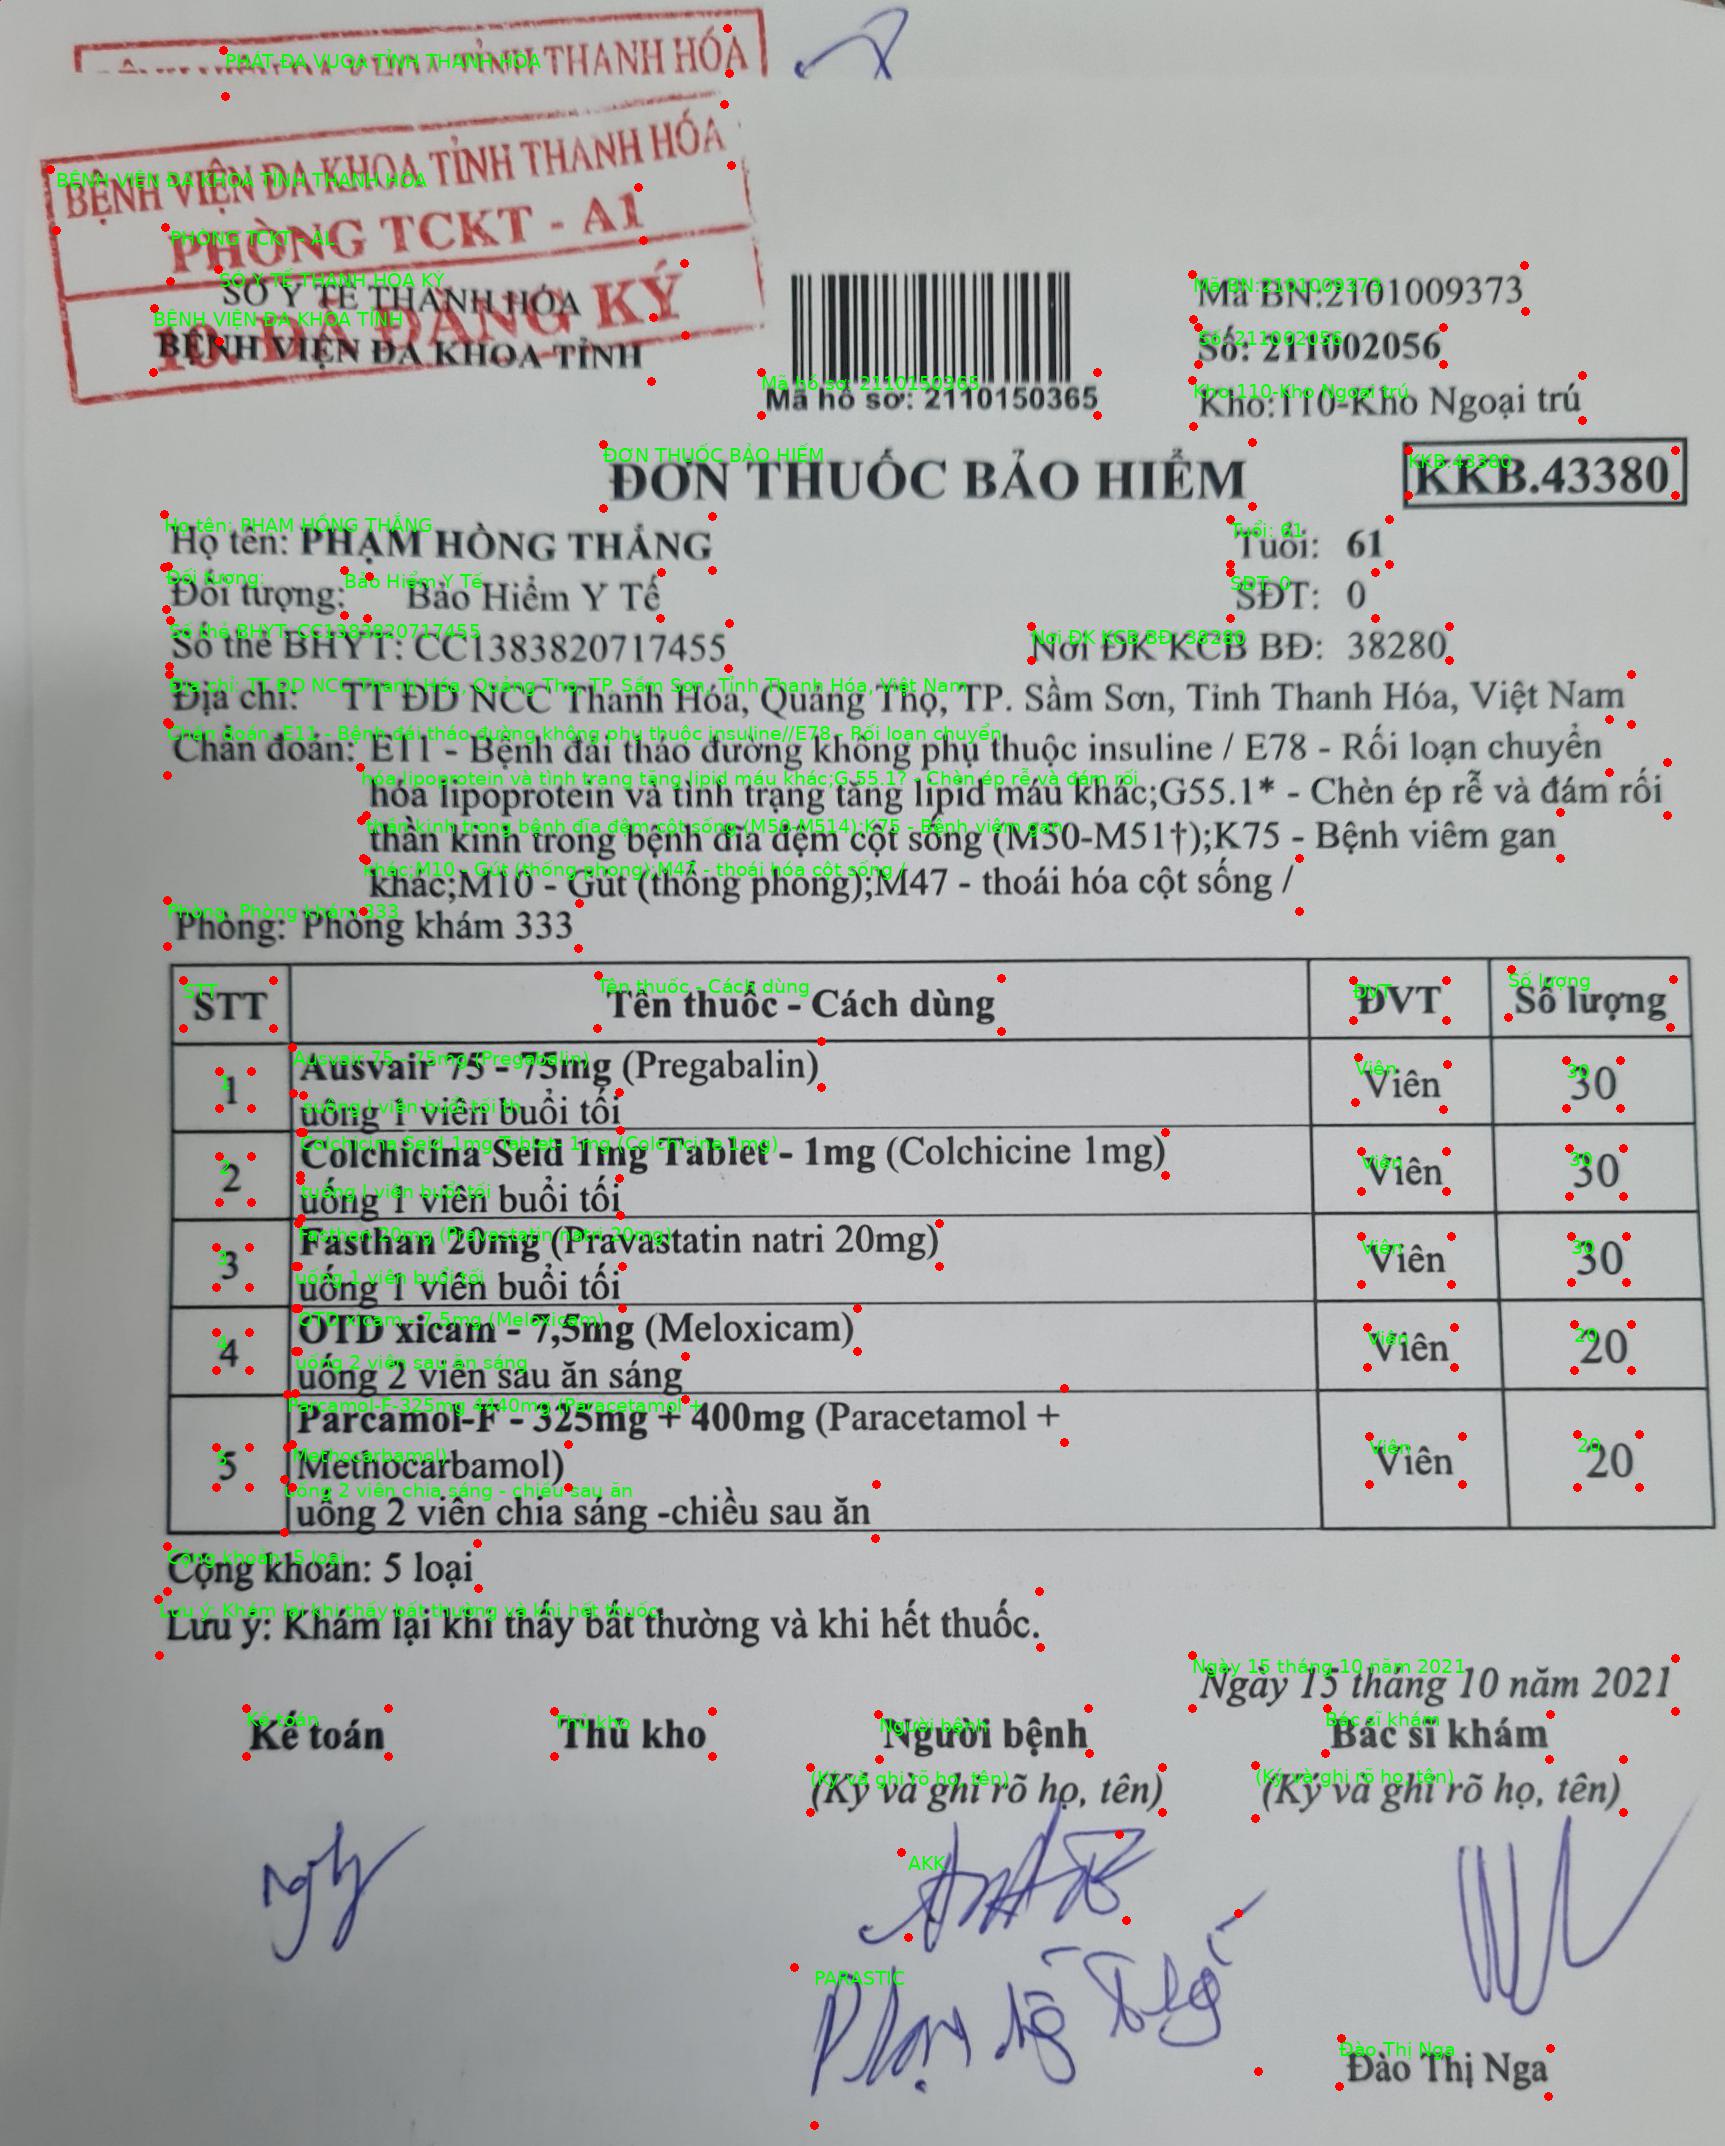 TỈNH THANH HÓA
BỆNH VIỆN ĐA KHOA TỈNH THANH HÓA
PHÒNG TCKT - A1
ĐÃ ĐĂNG KÝ
SỞ Y TẾ THANH HÓA
BỆNH VIỆN ĐA KHOA TỈNH
Mã hồ sơ: 2110150365
Mã BN:2101009373
Số: 211002056
Kho:110-Kho Ngoại trú
ĐƠN THUỐC BẢO HIỂM
KKB.43380
Họ tên: PHẠM HỒNG THẮNG Tuổi: 61
Đối tượng: Bảo Hiểm Y Tế SĐT: 0
Số thẻ BHYT: CC1383820717455 Nơi ĐK KCB BĐ: 38280
Địa chỉ: TT ĐD NCC Thanh Hóa, Quảng Thọ, TP. Sầm Sơn, Tỉnh Thanh Hóa, Việt Nam
Chẩn đoán: E11 - Bệnh đái tháo đường không phụ thuộc insuline / E78 - Rối loạn chuyển
hóa lipoprotein và tình trạng tăng lipid máu khác;G55.1* - Chèn ép rễ và đám rối
thần kinh trong bệnh đĩa đệm cột sống (M50-M51†);K75 - Bệnh viêm gan
khác;M10 - Gút (thống phong);M47 - thoái hóa cột sống /
Phòng: Phòng khám 333
STT Tên thuốc - Cách dùng ĐVT Số lượng
1 Ausvair 75 - 75mg (Pregabalin) Viên 30
uống 1 viên buổi tối
2 Colchicina Seid 1mg Tablet - 1mg (Colchicine 1mg) Viên 30
uống 1 viên buổi tối
3 Fasthan 20mg (Pravastatin natri 20mg) Viên 30
uống 1 viên buổi tối
4 OTD xicam - 7,5mg (Meloxicam) Viên 20
uống 2 viên sau ăn sáng
5 Parcamol-F - 325mg + 400mg (Paracetamol + Viên 20
Methocarbamol)
uống 2 viên chia sáng -chiều sau ăn
Cộng khoản: 5 loại
Lưu ý: Khám lại khi thấy bất thường và khi hết thuốc.
Ngày 15 tháng 10 năm 2021
Kế toán Thủ kho Người bệnh Bác sĩ khám
(Ký và ghi rõ họ, tên) (Ký và ghi rõ họ, tên)
Đào Thị Nga